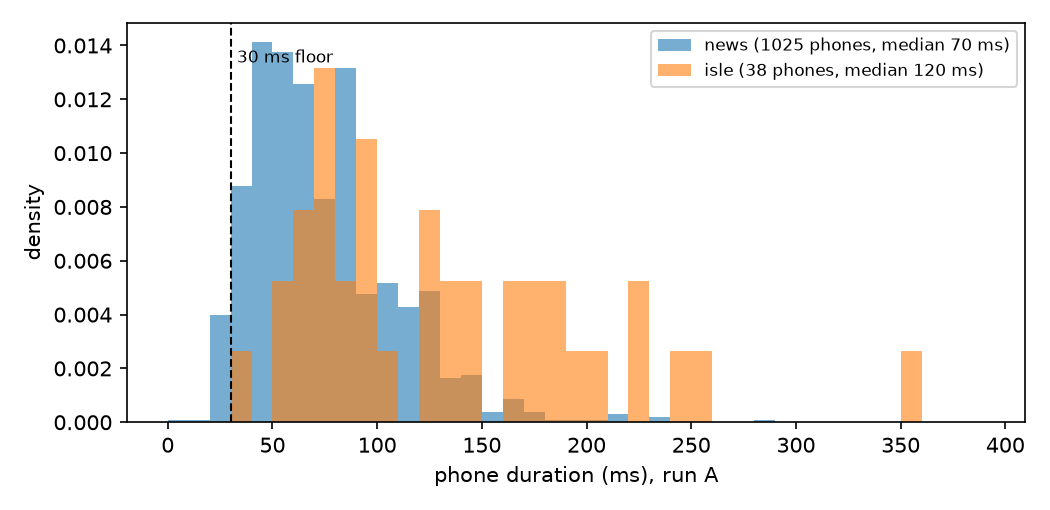 news (1025 phones, median 70 ms)
isle (38 phones, median 120 ms)
30 ms floor
0.014
0.012
0.010
0.008
0.006
0.004
0.002
0.000
density
0 50 100 150 200 250 300 350 400
phone duration (ms), run A